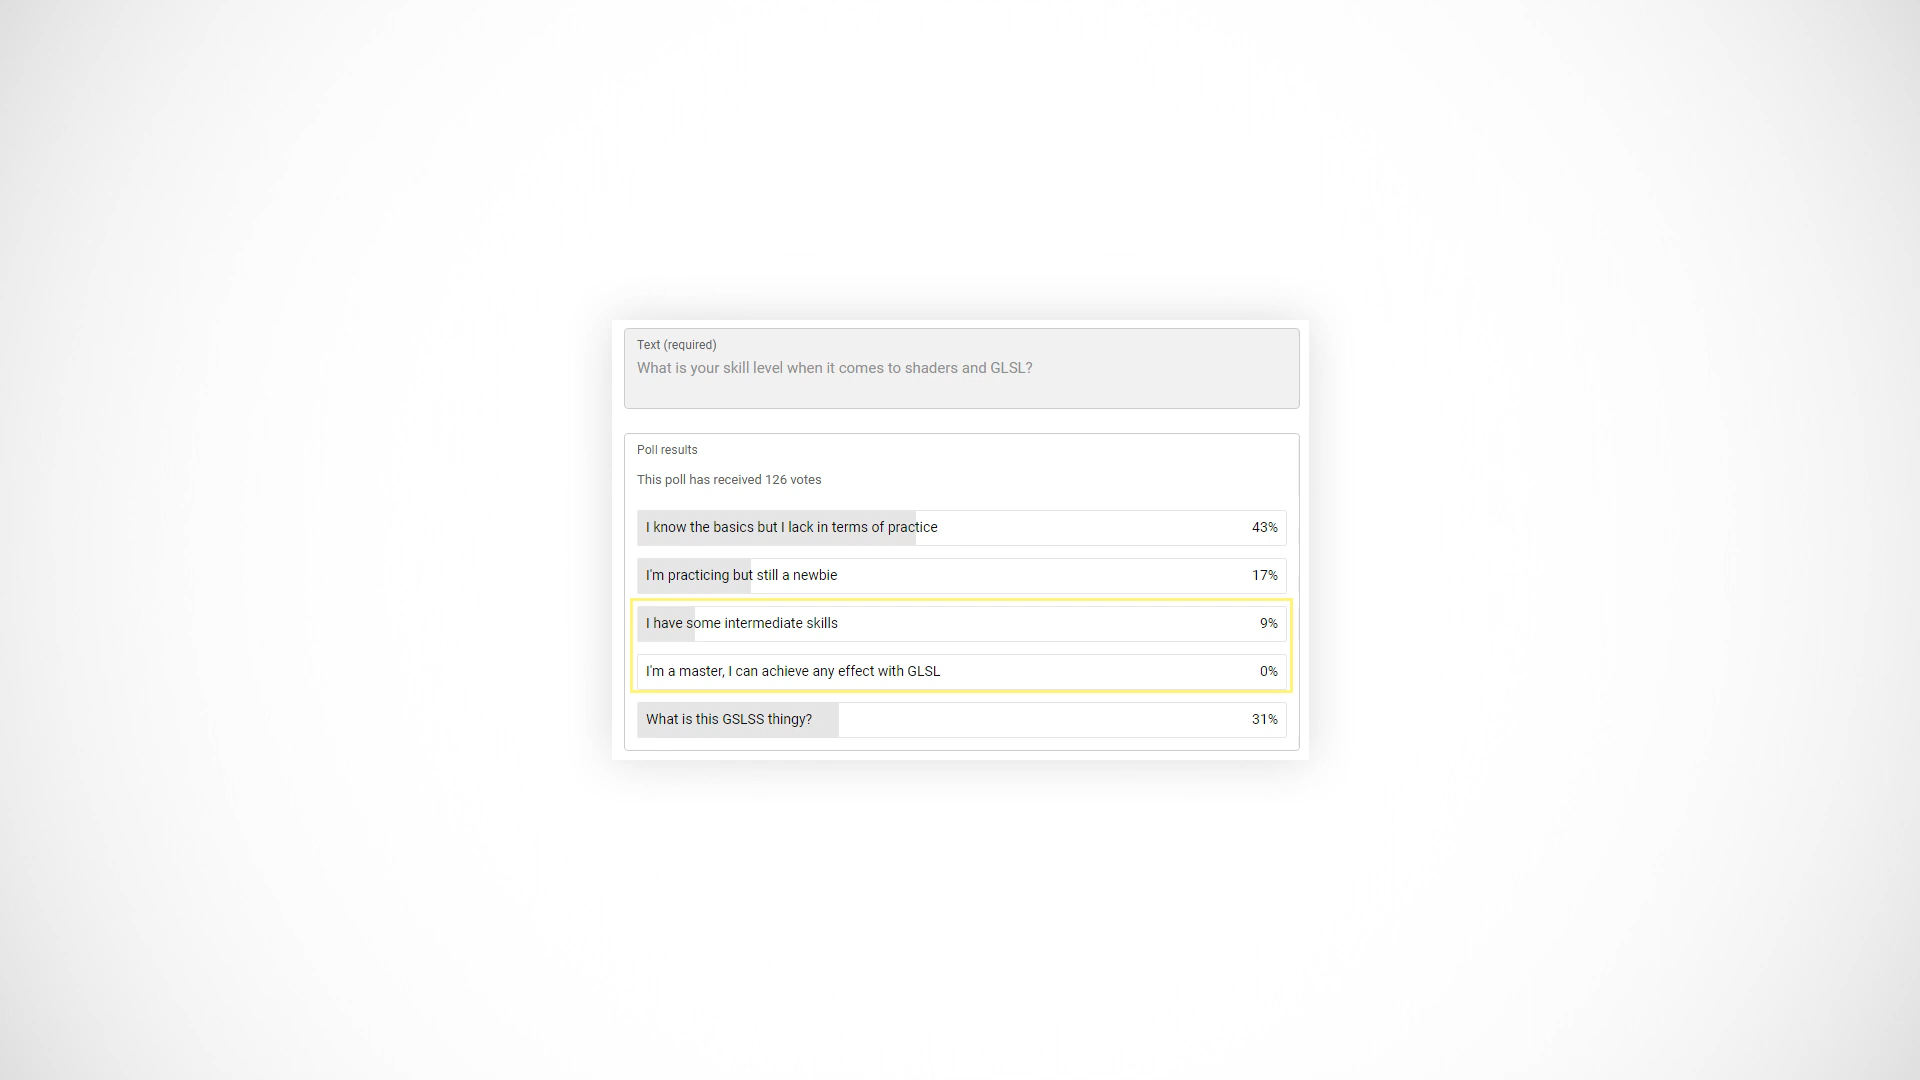 Text (required)
What is your skill level when it comes to shaders and GLSL?
Poll results
This poll has received 126 votes
I know the basics but I lack in terms of practice 43%
I'm practicing but still a newbie 17%
I have some intermediate skills 9%
I'm a master, I can achieve any effect with GLSL 0%
What is this GSLSS thingy? 31%